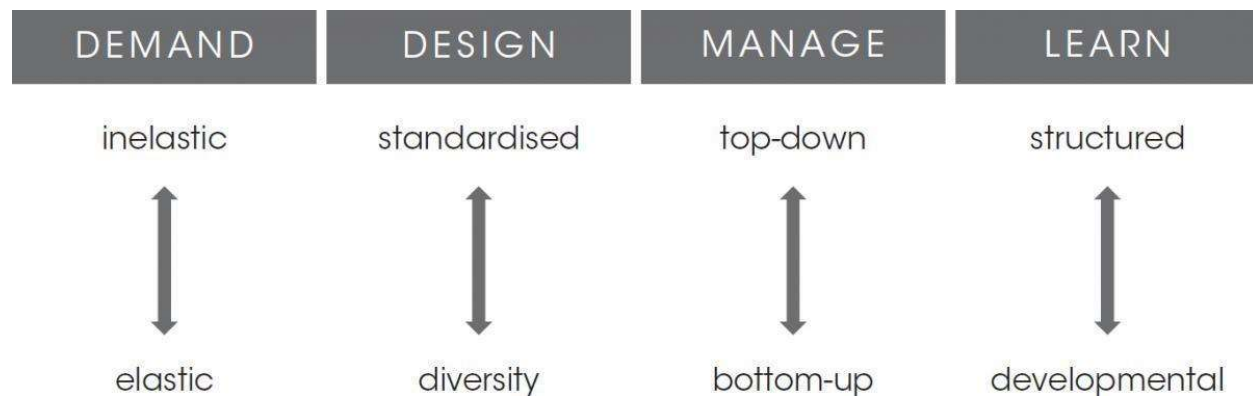 DEMAND DESIGN MANAGE LEARN
inelastic standardised top-down structured
elastic diversity bottom-up developmental